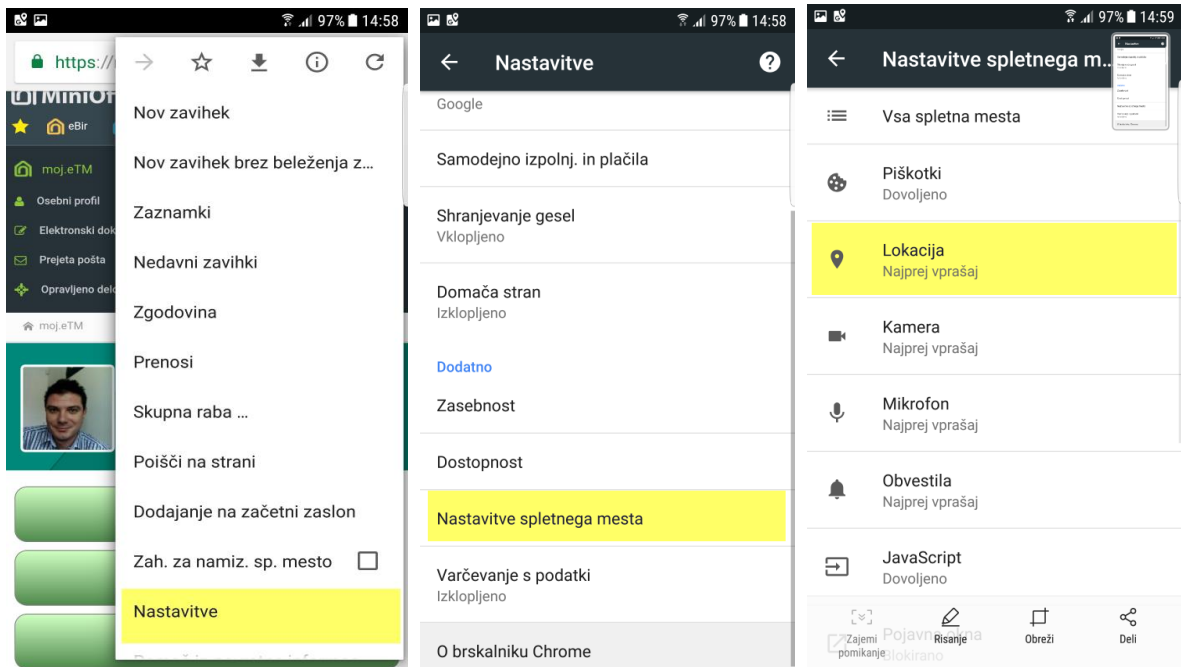 97% 14:58
https://
MiniOf
eBir
moj.eTM
Osebni profil
Elektronski dok
Prejeta pošta
Opravljeno delo
moj.eTM
Nov zavihek
Nov zavihek brez beleženja z...
Zaznamki
Nedavni zavihki
Zgodovina
Prenosi
Skupna raba ...
Poišči na strani
Dodajanje na začetni zaslon
Zah. za namiz. sp. mesto
Nastavitve
97% 14:58
Nastavitve
Google
Samodejno izpolnj. in plačila
Shranjevanje gesel
Vklopljeno
Domača stran
Izklopljeno
Dodatno
Zasebnost
Dostopnost
Nastavitve spletnega mesta
Varčevanje s podatki
Izklopljeno
O brskalniku Chrome
97% 14:59
Nastavitve spletnega m..
Vsa spletna mesta
Piškotki
Dovoljeno
Lokacija
Najprej vprašaj
Kamera
Najprej vprašaj
Mikrofon
Najprej vprašaj
Obvestila
Najprej vprašaj
JavaScript
Dovoljeno
Pojavna okna
Blokirano
Zajemi pomikanje
Risanje
Obreži
Deli